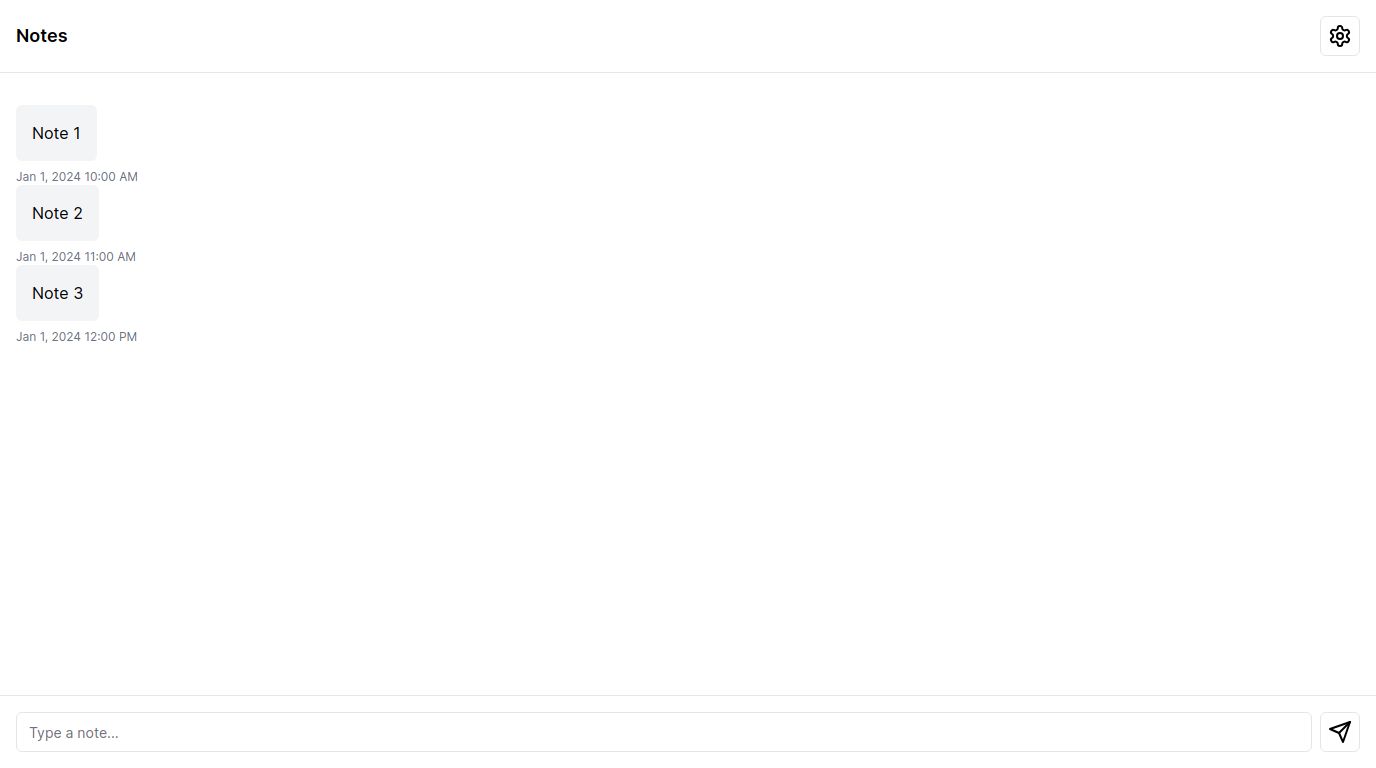 Notes
Note 1
Jan 1, 2024 10:00 AM
Note 2
Jan 1, 2024 11:00 AM
Note 3
Jan 1, 2024 12:00 PM
Type a note...